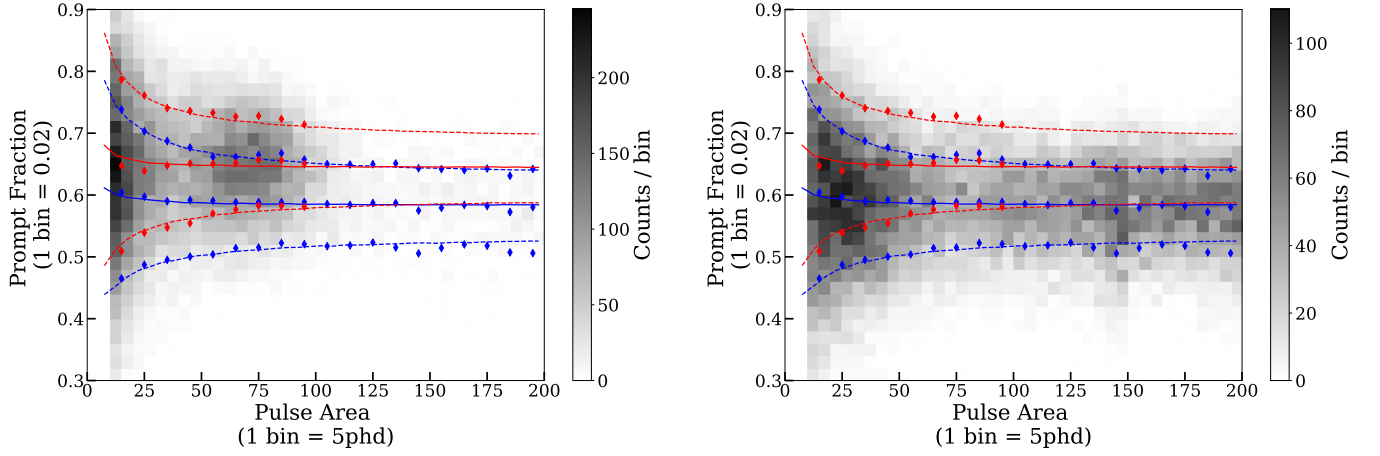 0.9
0.8
0.7
0.6
0.5
0.4
0.3
Prompt Fraction
(1 bin = 0.02)
0 25 50 75 100 125 150 175 200
Pulse Area
(1 bin = 5phd)
200
150
100
50
0
Counts / bin
0.9
0.8
0.7
0.6
0.5
0.4
0.3
Prompt Fraction
(1 bin = 0.02)
0 25 50 75 100 125 150 175 200
Pulse Area
(1 bin = 5phd)
100
80
60
40
20
0
Counts / bin